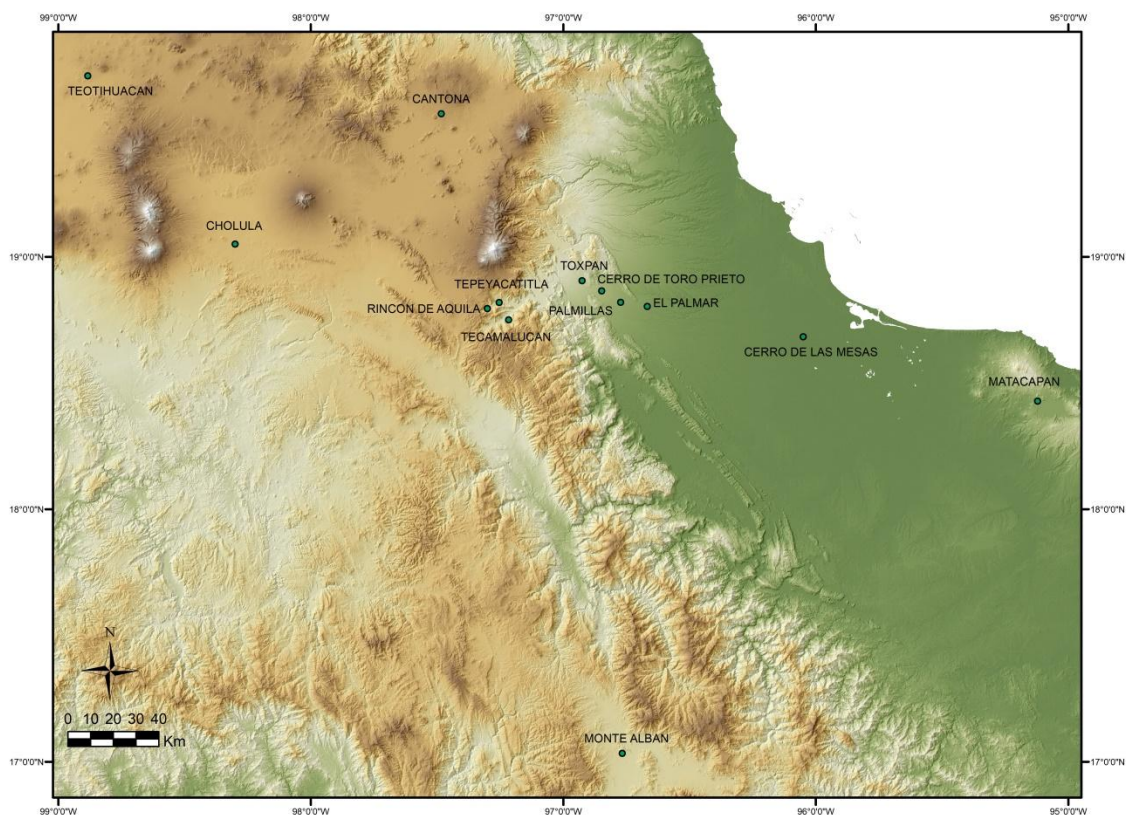 99°0'0"W
98°0'0"W
97°0'0"W
96°0'0"W
95°0'0"W
TEOTIHUACAN
CANTONA
CHOLULA
19°0'0"N
19°0'0"N
TOXPAN
TEPEYACATITLA
CERRO DE TORO PRIETO
RINCÓN DE AQUILA
PALMILLAS
EL PALMAR
TECAMALUCAN
CERRO DE LAS MESAS
MATACAPAN
18°0'0"N
18°0'0"N
N
0 10 20 30 40
Km
MONTE ALBAN
17°0'0"N
17°0'0"N
99°0'0"W
98°0'0"W
97°0'0"W
96°0'0"W
95°0'0"W